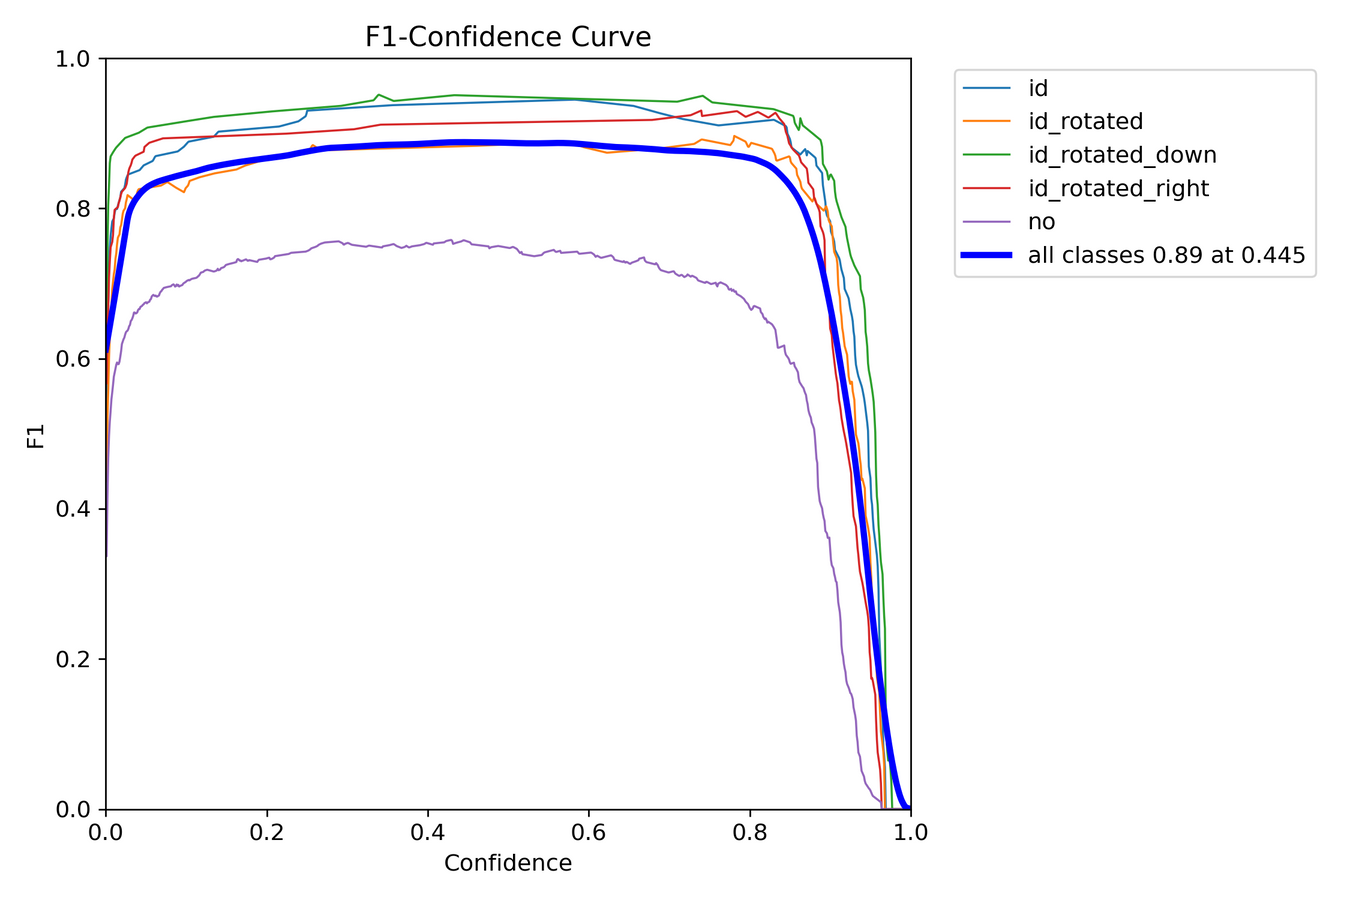 F1-Confidence Curve
1.0
0.8
0.6
0.4
0.2
0.0
F1
0.0 0.2 0.4 0.6 0.8 1.0
Confidence
id
id_rotated
id_rotated_down
id_rotated_right
no
all classes 0.89 at 0.445